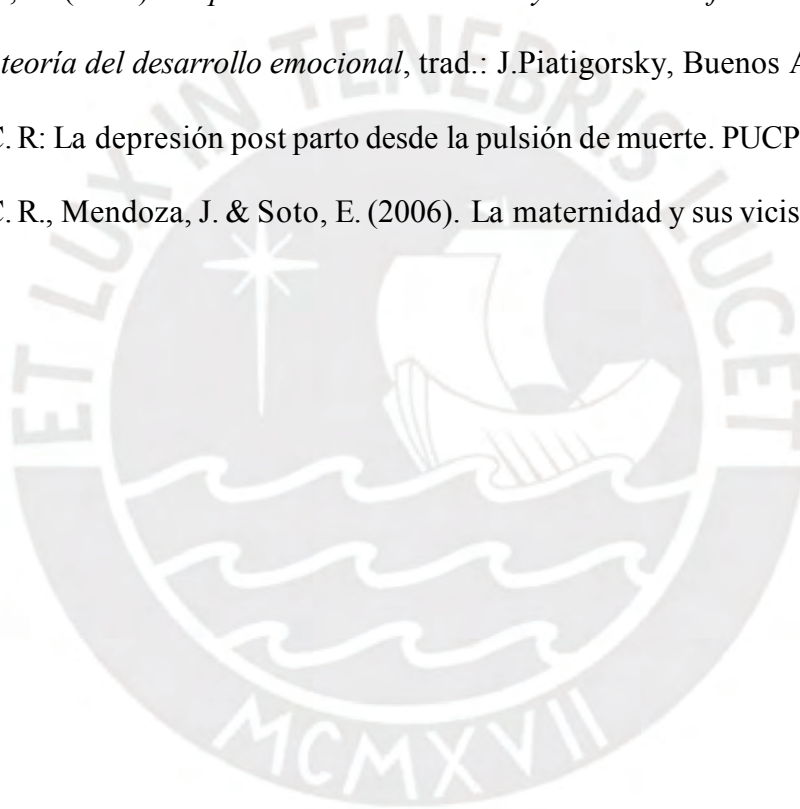 teoría del desarrollo emocional, trad.: J.Piatigorsky, Buenos A
C. R: La depresión post parto desde la pulsión de muerte. PUCP
C. R., Mendoza, J. & Soto, E. (2006). La maternidad y sus vicis
ET LUX IN TENEBRIS LUCET
MCMXVII